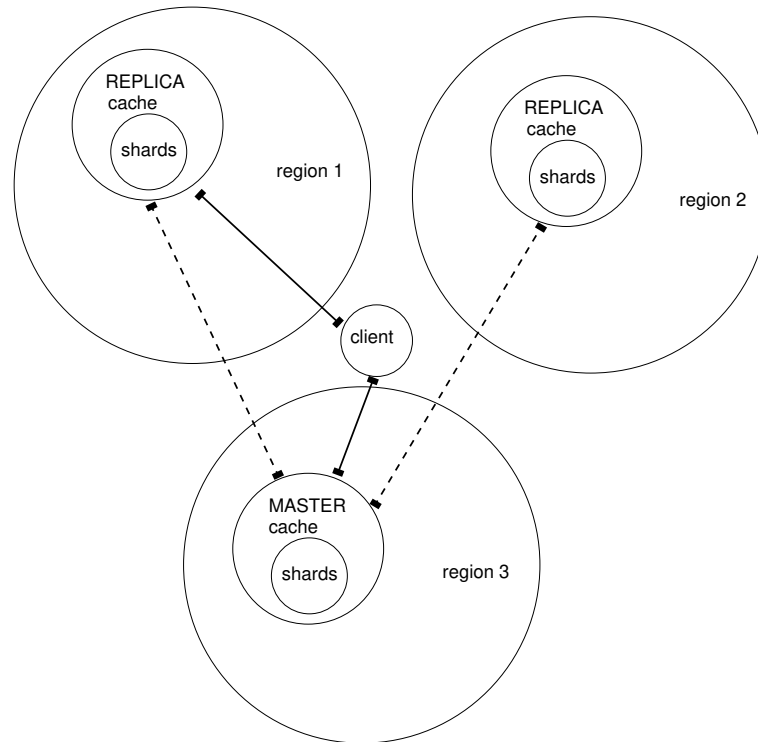 REPLICA
cache
shards
region 1
REPLICA
cache
shards
region 2
client
MASTER
cache
shards
region 3